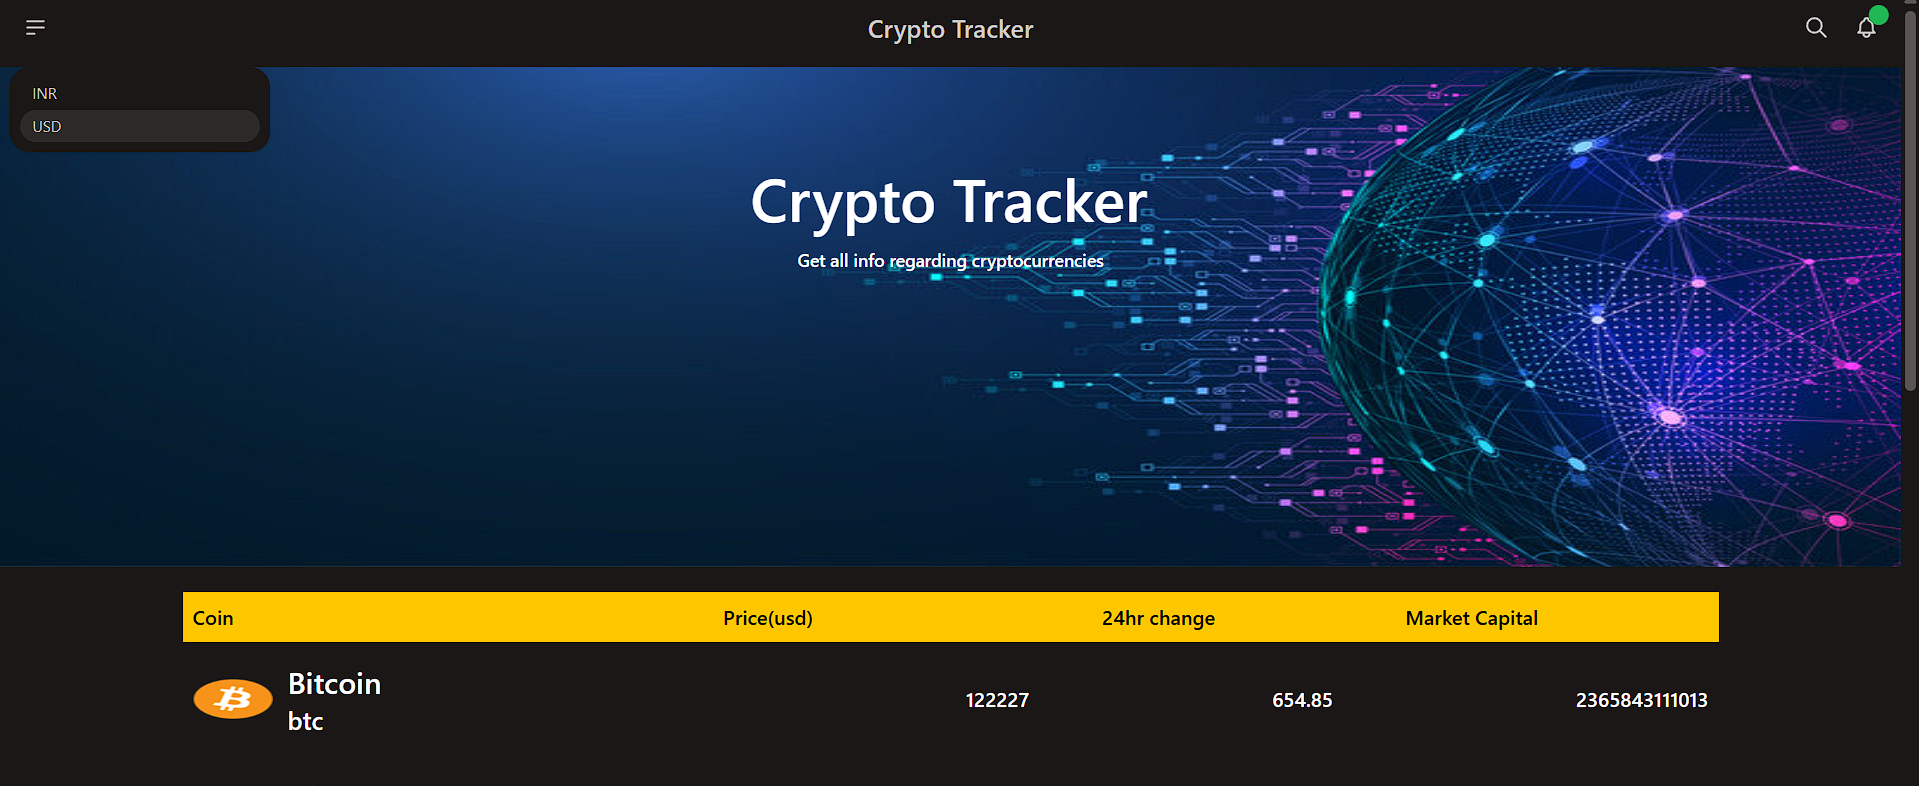 Crypto Tracker
INR
USD
Crypto Tracker
Get all info regarding cryptocurrencies
Coin Price(usd) 24hr change Market Capital
Bitcoin
btc
122227 654.85 2365843111013